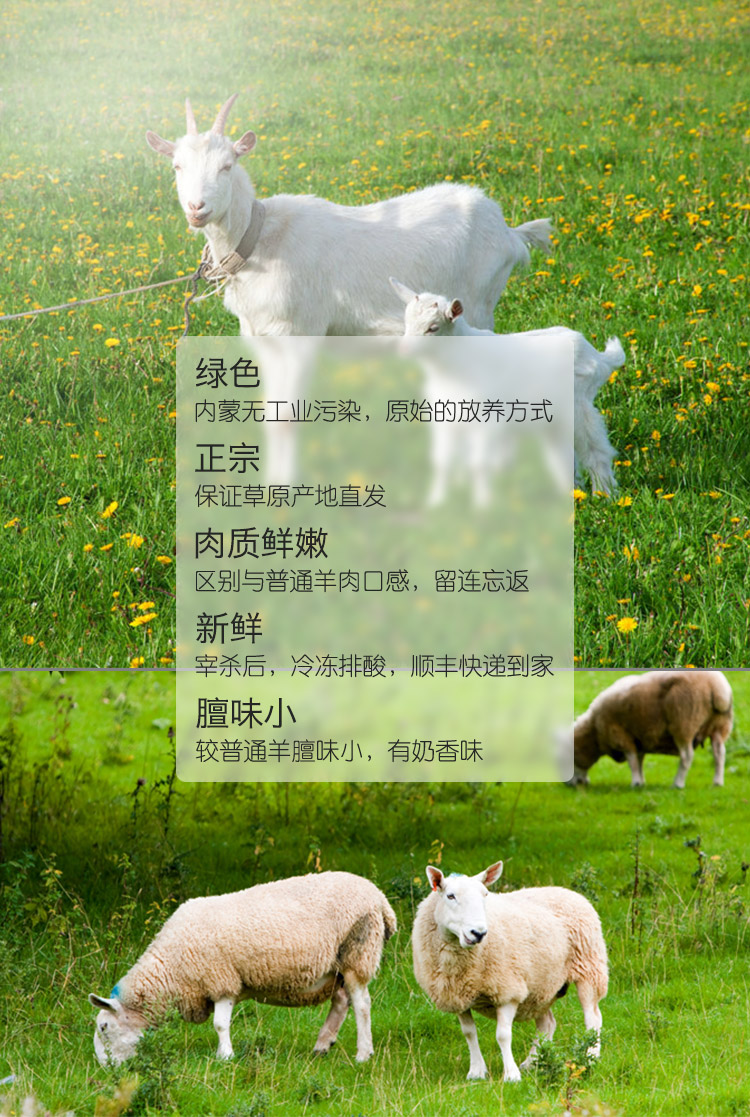 绿色
内蒙无工业污染，原始的放养方式
正宗
保证草原产地直发
肉质鲜嫩
区别与普通羊肉口感，留连忘返
新鲜
宰杀后，冷冻排酸，顺丰快递到家
膻味小
较普通羊膻味小，有奶香味